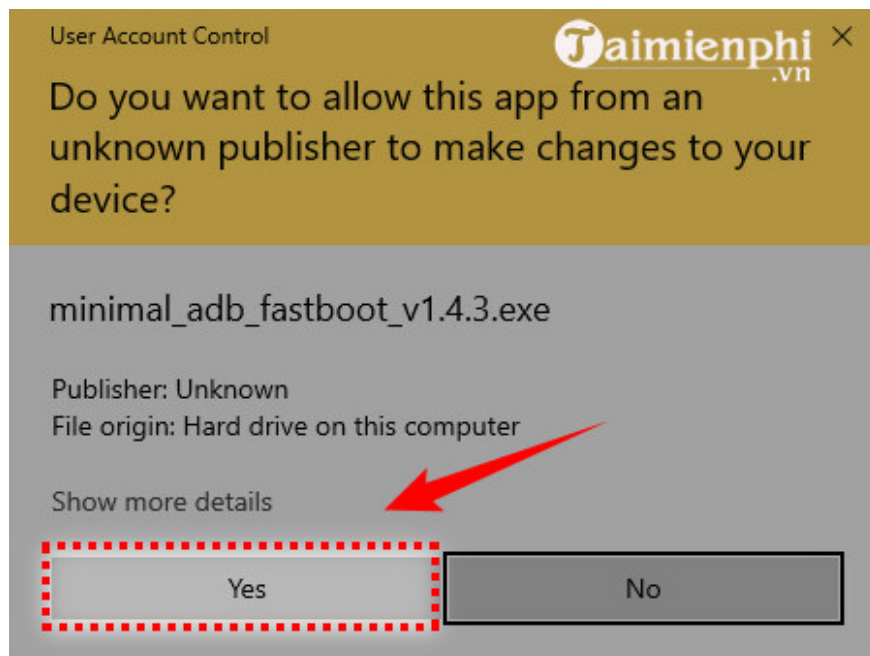 User Account Control
Taimienphi
.vn
Do you want to allow this app from an
unknown publisher to make changes to your
device?
minimal_adb_fastboot_v1.4.3.exe
Publisher: Unknown
File origin: Hard drive on this computer
Show more details
Yes
No